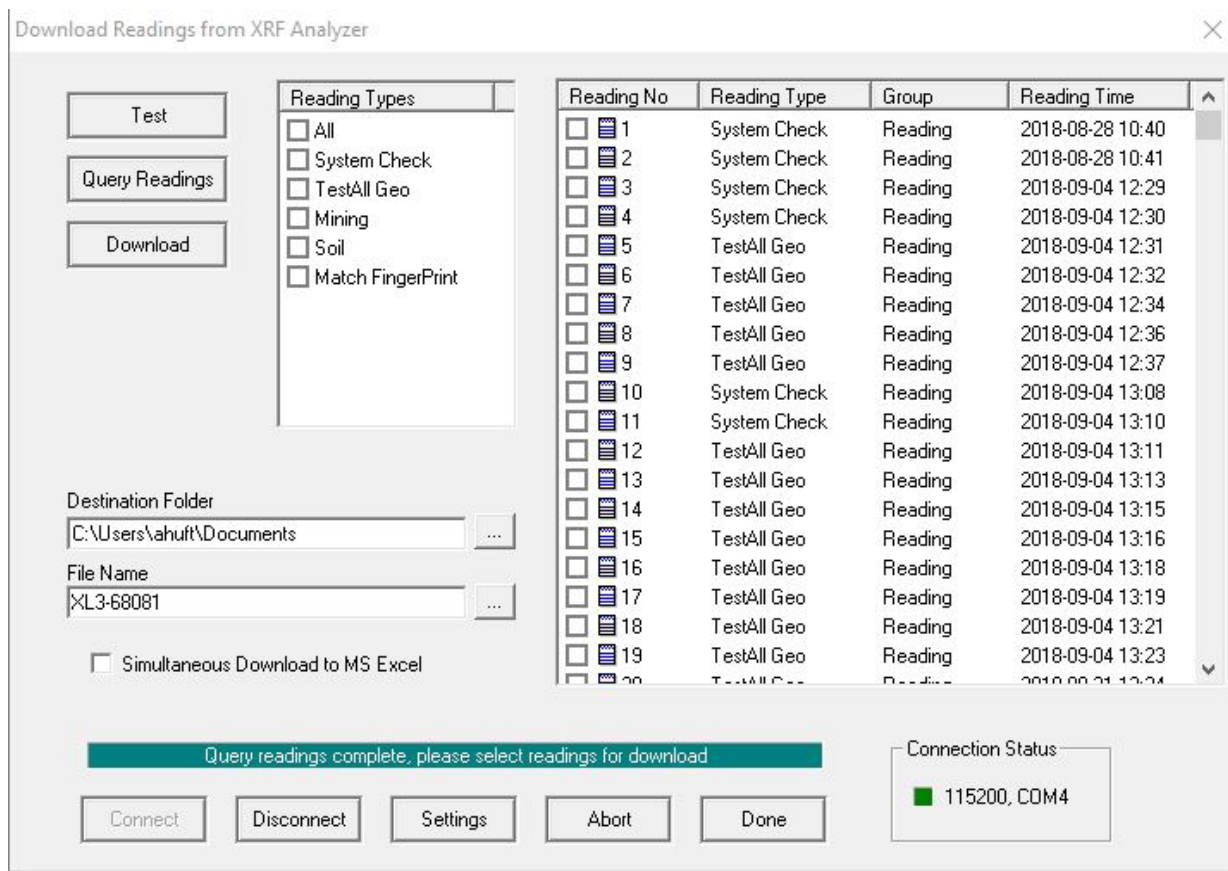 Download Readings from XRF Analyzer
Test
Query Readings
Download
Reading Types
All
System Check
TestAll Geo
Mining
Soil
Match FingerPrint
Reading No Reading Type Group Reading Time
1 System Check Reading 2018-08-28 10:40
2 System Check Reading 2018-08-28 10:41
3 System Check Reading 2018-09-04 12:29
4 System Check Reading 2018-09-04 12:30
5 TestAll Geo Reading 2018-09-04 12:31
6 TestAll Geo Reading 2018-09-04 12:32
7 TestAll Geo Reading 2018-09-04 12:34
8 TestAll Geo Reading 2018-09-04 12:36
9 TestAll Geo Reading 2018-09-04 12:37
10 System Check Reading 2018-09-04 13:08
11 System Check Reading 2018-09-04 13:10
12 TestAll Geo Reading 2018-09-04 13:11
13 TestAll Geo Reading 2018-09-04 13:13
14 TestAll Geo Reading 2018-09-04 13:15
15 TestAll Geo Reading 2018-09-04 13:16
16 TestAll Geo Reading 2018-09-04 13:18
17 TestAll Geo Reading 2018-09-04 13:19
18 TestAll Geo Reading 2018-09-04 13:21
19 TestAll Geo Reading 2018-09-04 13:23
Destination Folder
C:\Users\ahuft\Documents
...
File Name
XL3-68081
...
Simultaneous Download to MS Excel
Query readings complete, please select readings for download
Connect
Disconnect
Settings
Abort
Done
Connection Status
115200, COM4